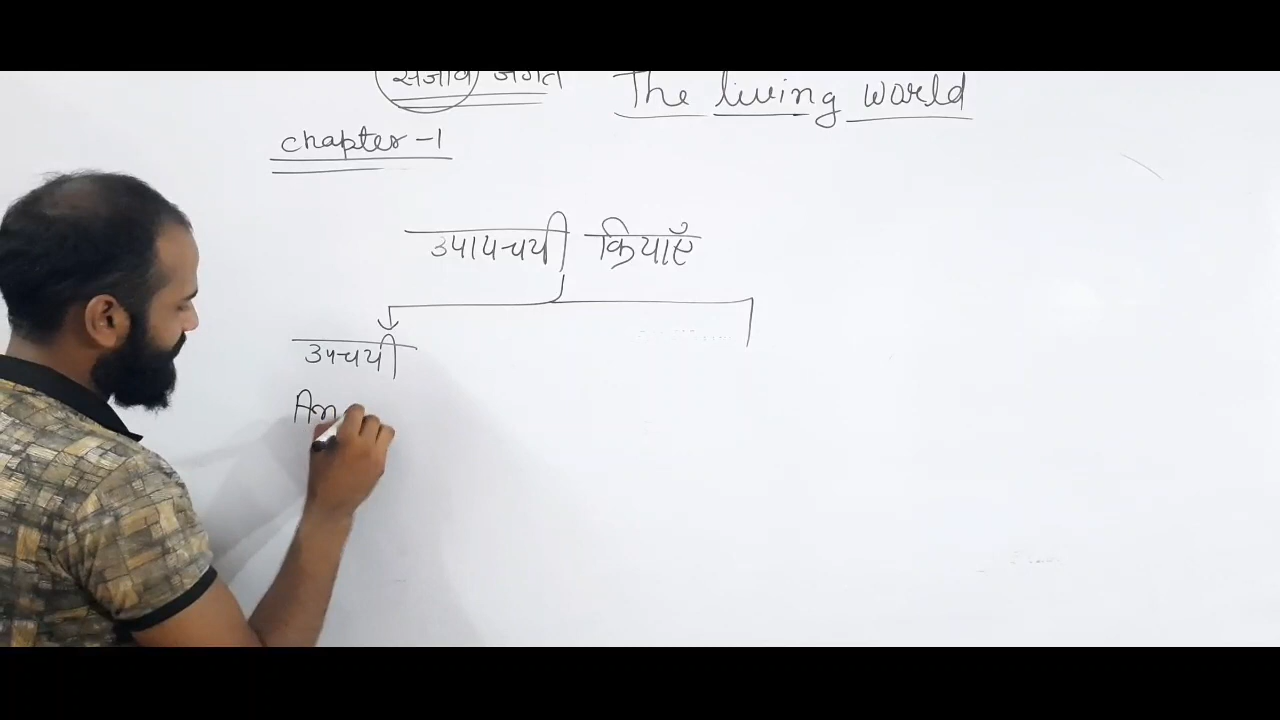 सजीव जगत The living world
chapter -1
उपापचयी क्रियाएँ
उपचयी
An